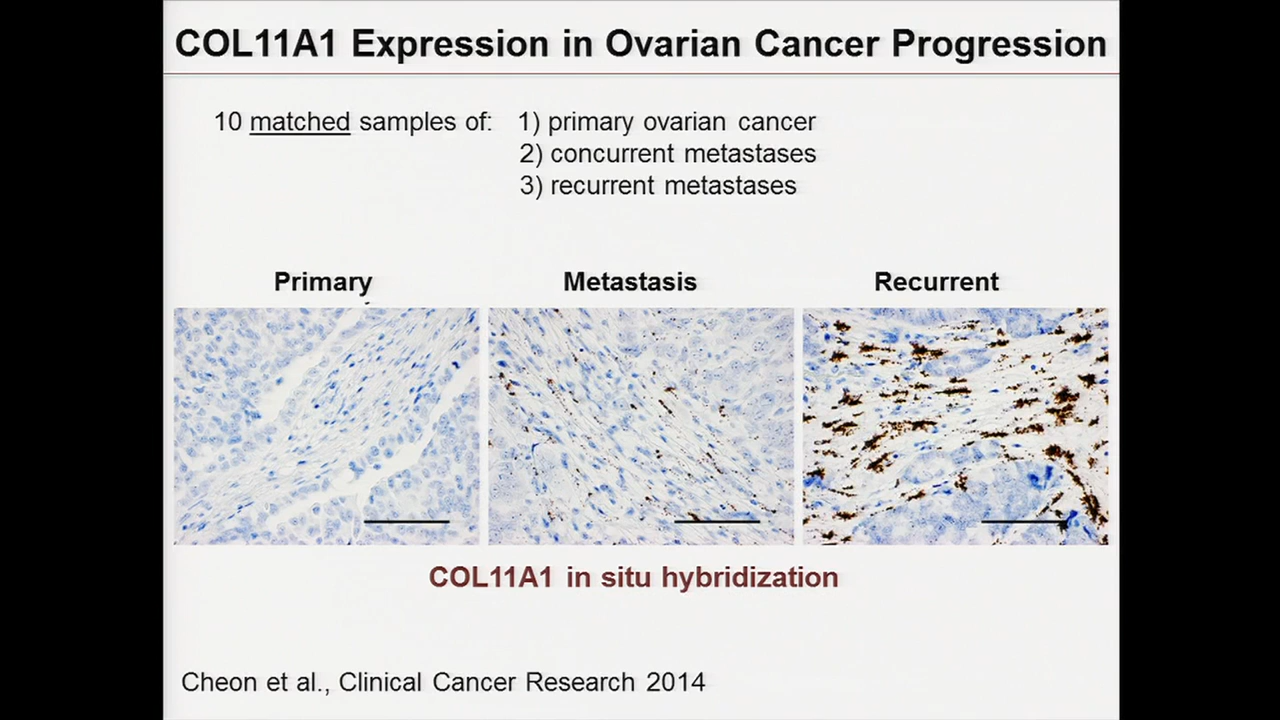 COL11A1 Expression in Ovarian Cancer Progression
10 matched samples of: 1) primary ovarian cancer
2) concurrent metastases
3) recurrent metastases
Primary Metastasis Recurrent
COL11A1 in situ hybridization
Cheon et al., Clinical Cancer Research 2014